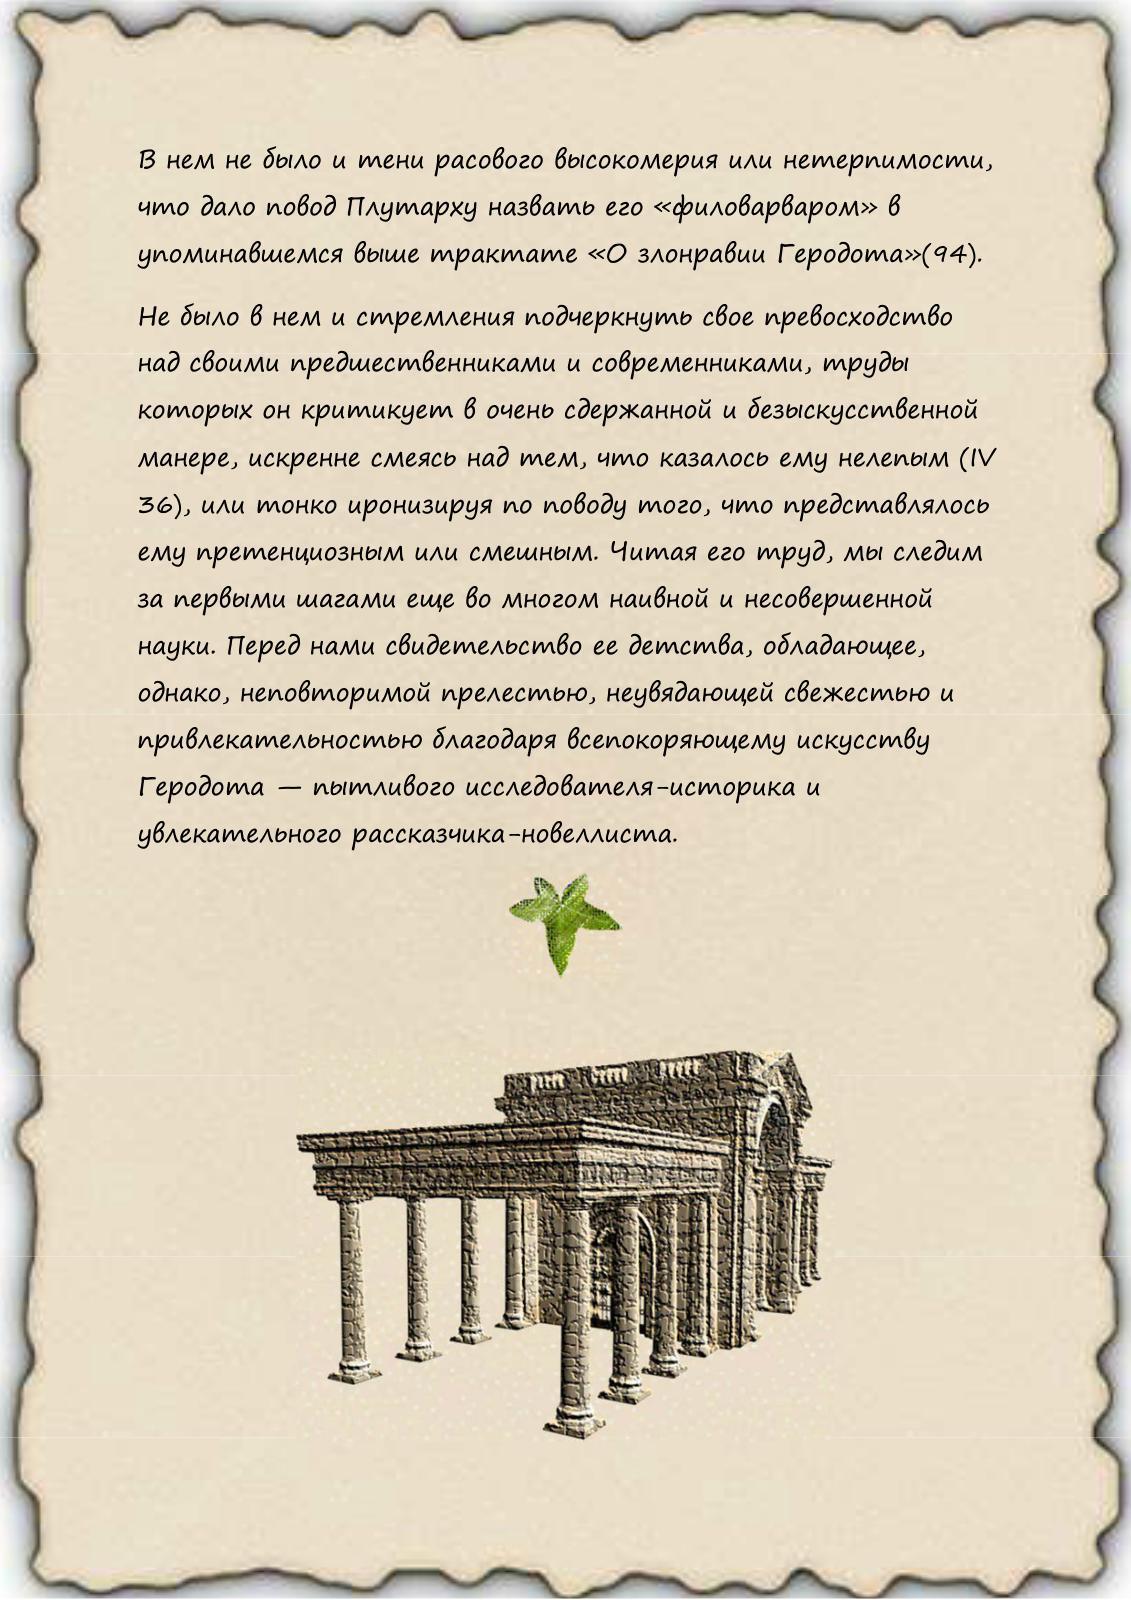 В нем не было и тени расового высокомерия или нетерпимости,
что дало повод Плутарху назвать его «филоварваром» в
упоминавшемся выше трактате «О злонравии Геродота»(94).
Не было в нем и стремления подчеркнуть свое превосходство
над своими предшественниками и современниками, труды
которых он критикует в очень сдержанной и безыскусственной
манере, искренне смеясь над тем, что казалось ему нелепым (IV
36), или тонко иронизируя по поводу того, что представлялось
ему претенциозным или смешным. Читая его труд, мы следим
за первыми шагами еще во многом наивной и несовершенной
науки. Перед нами свидетельство ее детства, обладающее,
однако, неповторимой прелестью, неувядающей свежестью и
привлекательностью благодаря всепокоряющему искусству
Геродота — пытливого исследователя-историка и
увлекательного рассказчика-новеллиста.